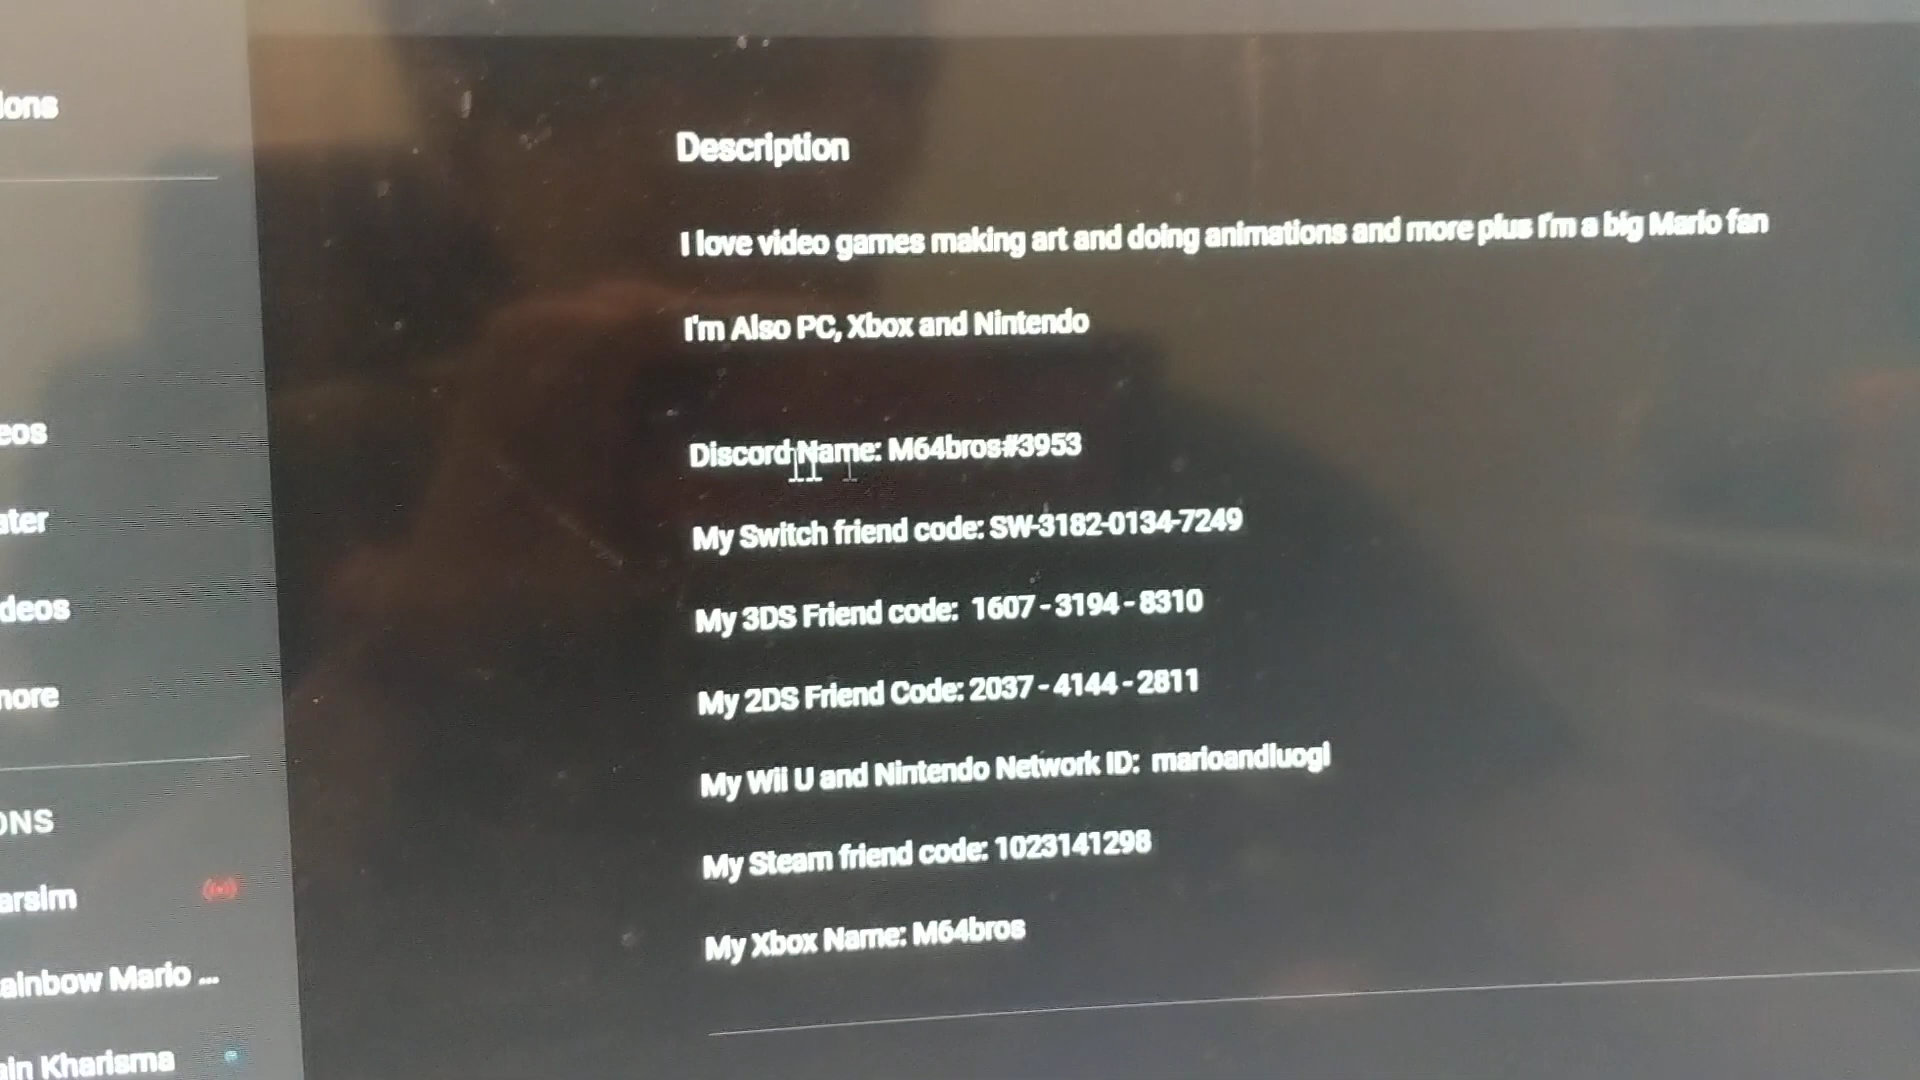 ions
eos
ater
deos
more
ONS
arsim
ainbow Mario ...
ain Kharisma
Description
I love video games making art and doing animations and more plus I'm a big Mario fan
I'm Also PC, Xbox and Nintendo
Discord Name: M64bros#3953
My Switch friend code: SW-3182-0134-7249
My 3DS Friend code:  1607 - 3194 - 8310
My 2DS Friend Code: 2037 - 4144 - 2811
My Wii U and Nintendo Network ID:  marioandluogi
My Steam friend code: 1023141298
My Xbox Name: M64bros